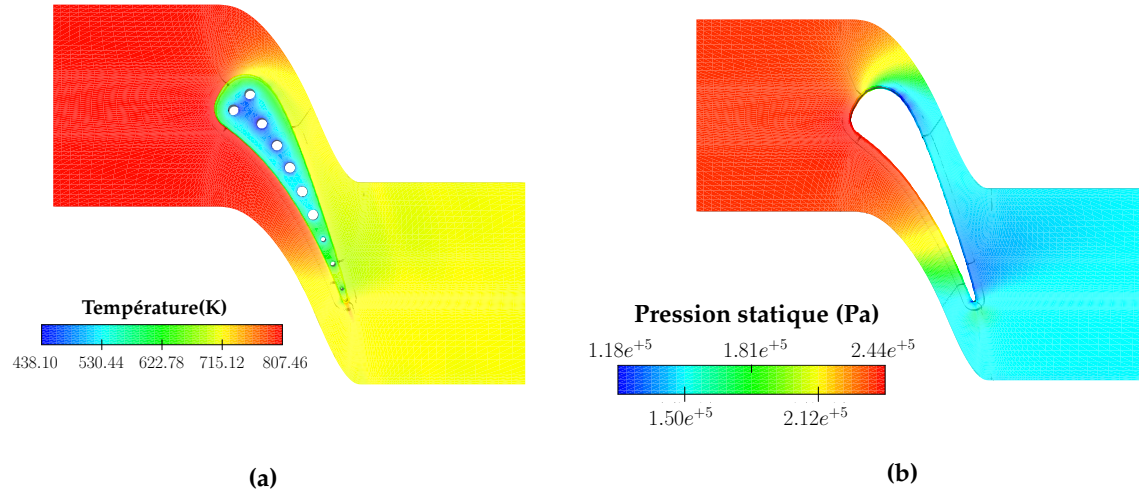 Température(K)
438.10 530.44 622.78 715.12 807.46
(a)
Pression statique (Pa)
1.18e⁺⁵ 1.81e⁺⁵ 2.44e⁺⁵
1.50e⁺⁵ 2.12e⁺⁵
(b)